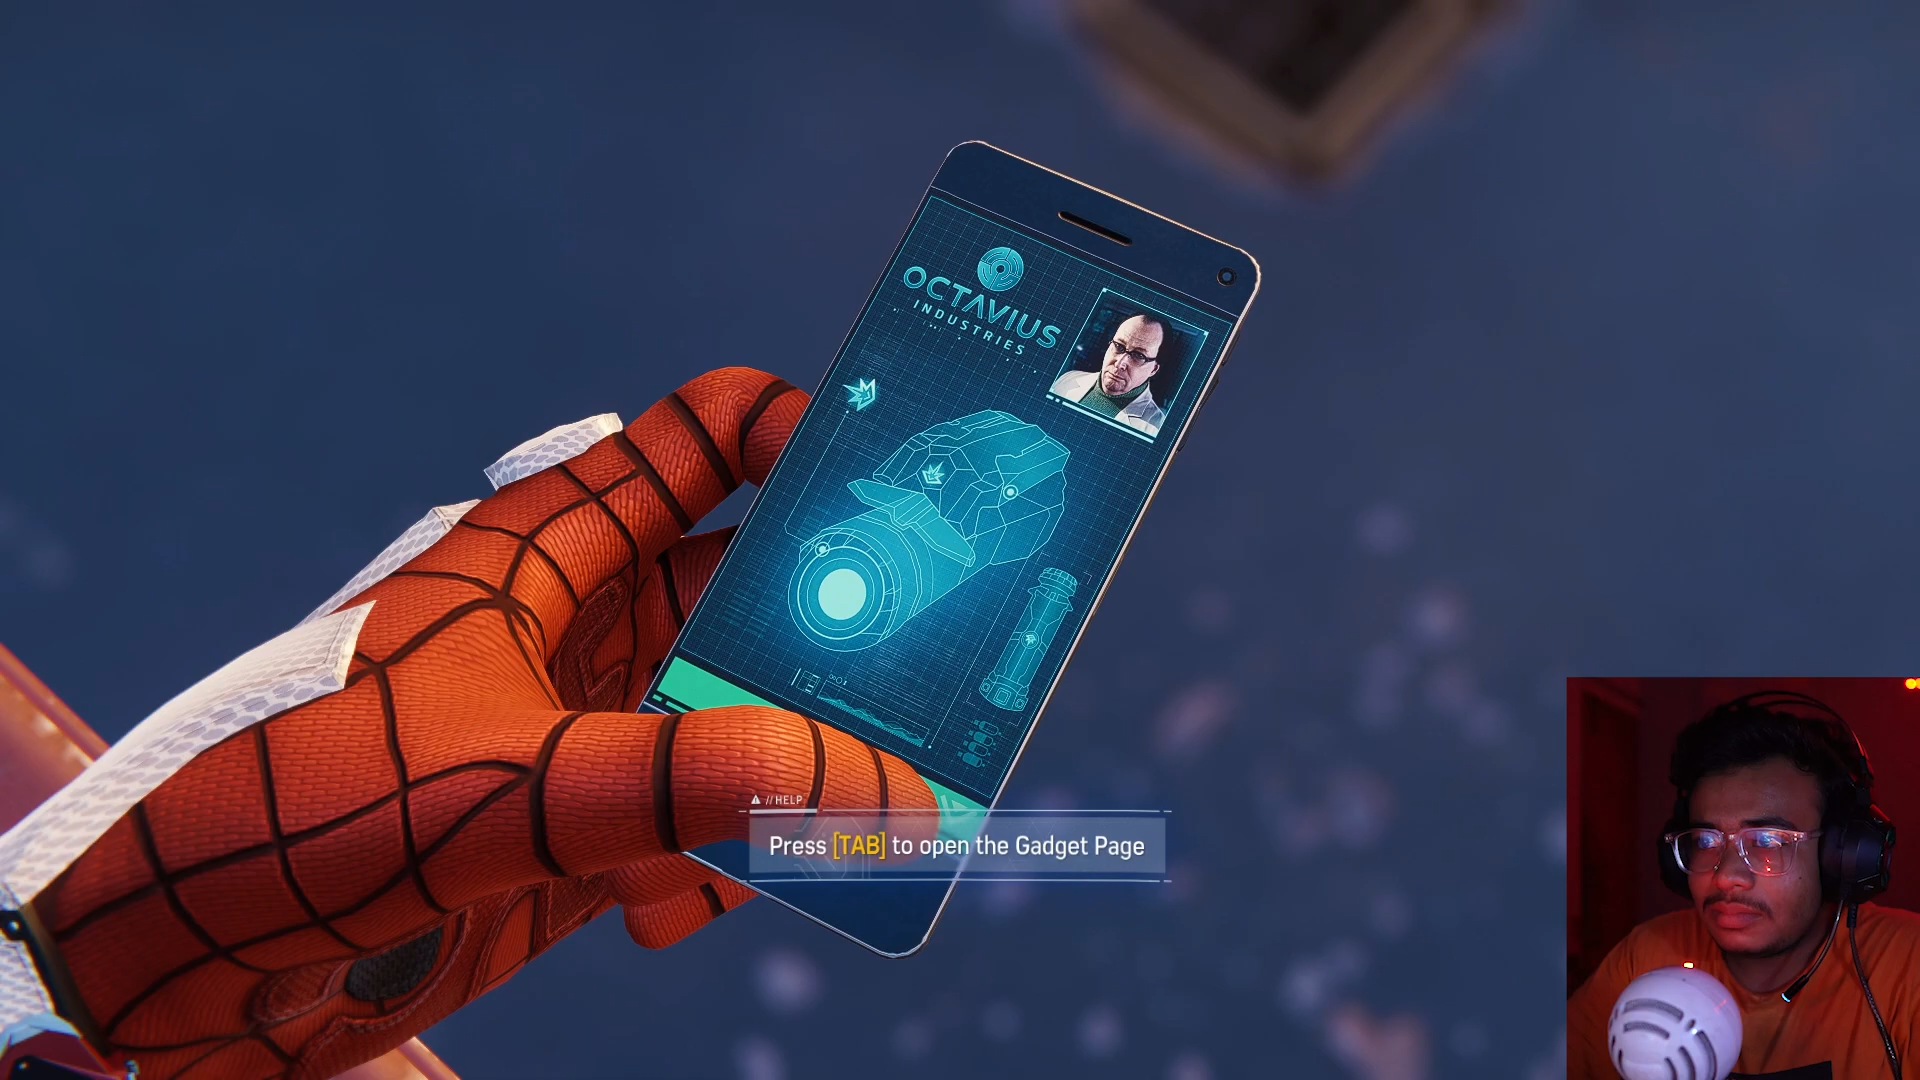 OCTAVIUS
INDUSTRIES
//HELP
Press [TAB] to open the Gadget Page